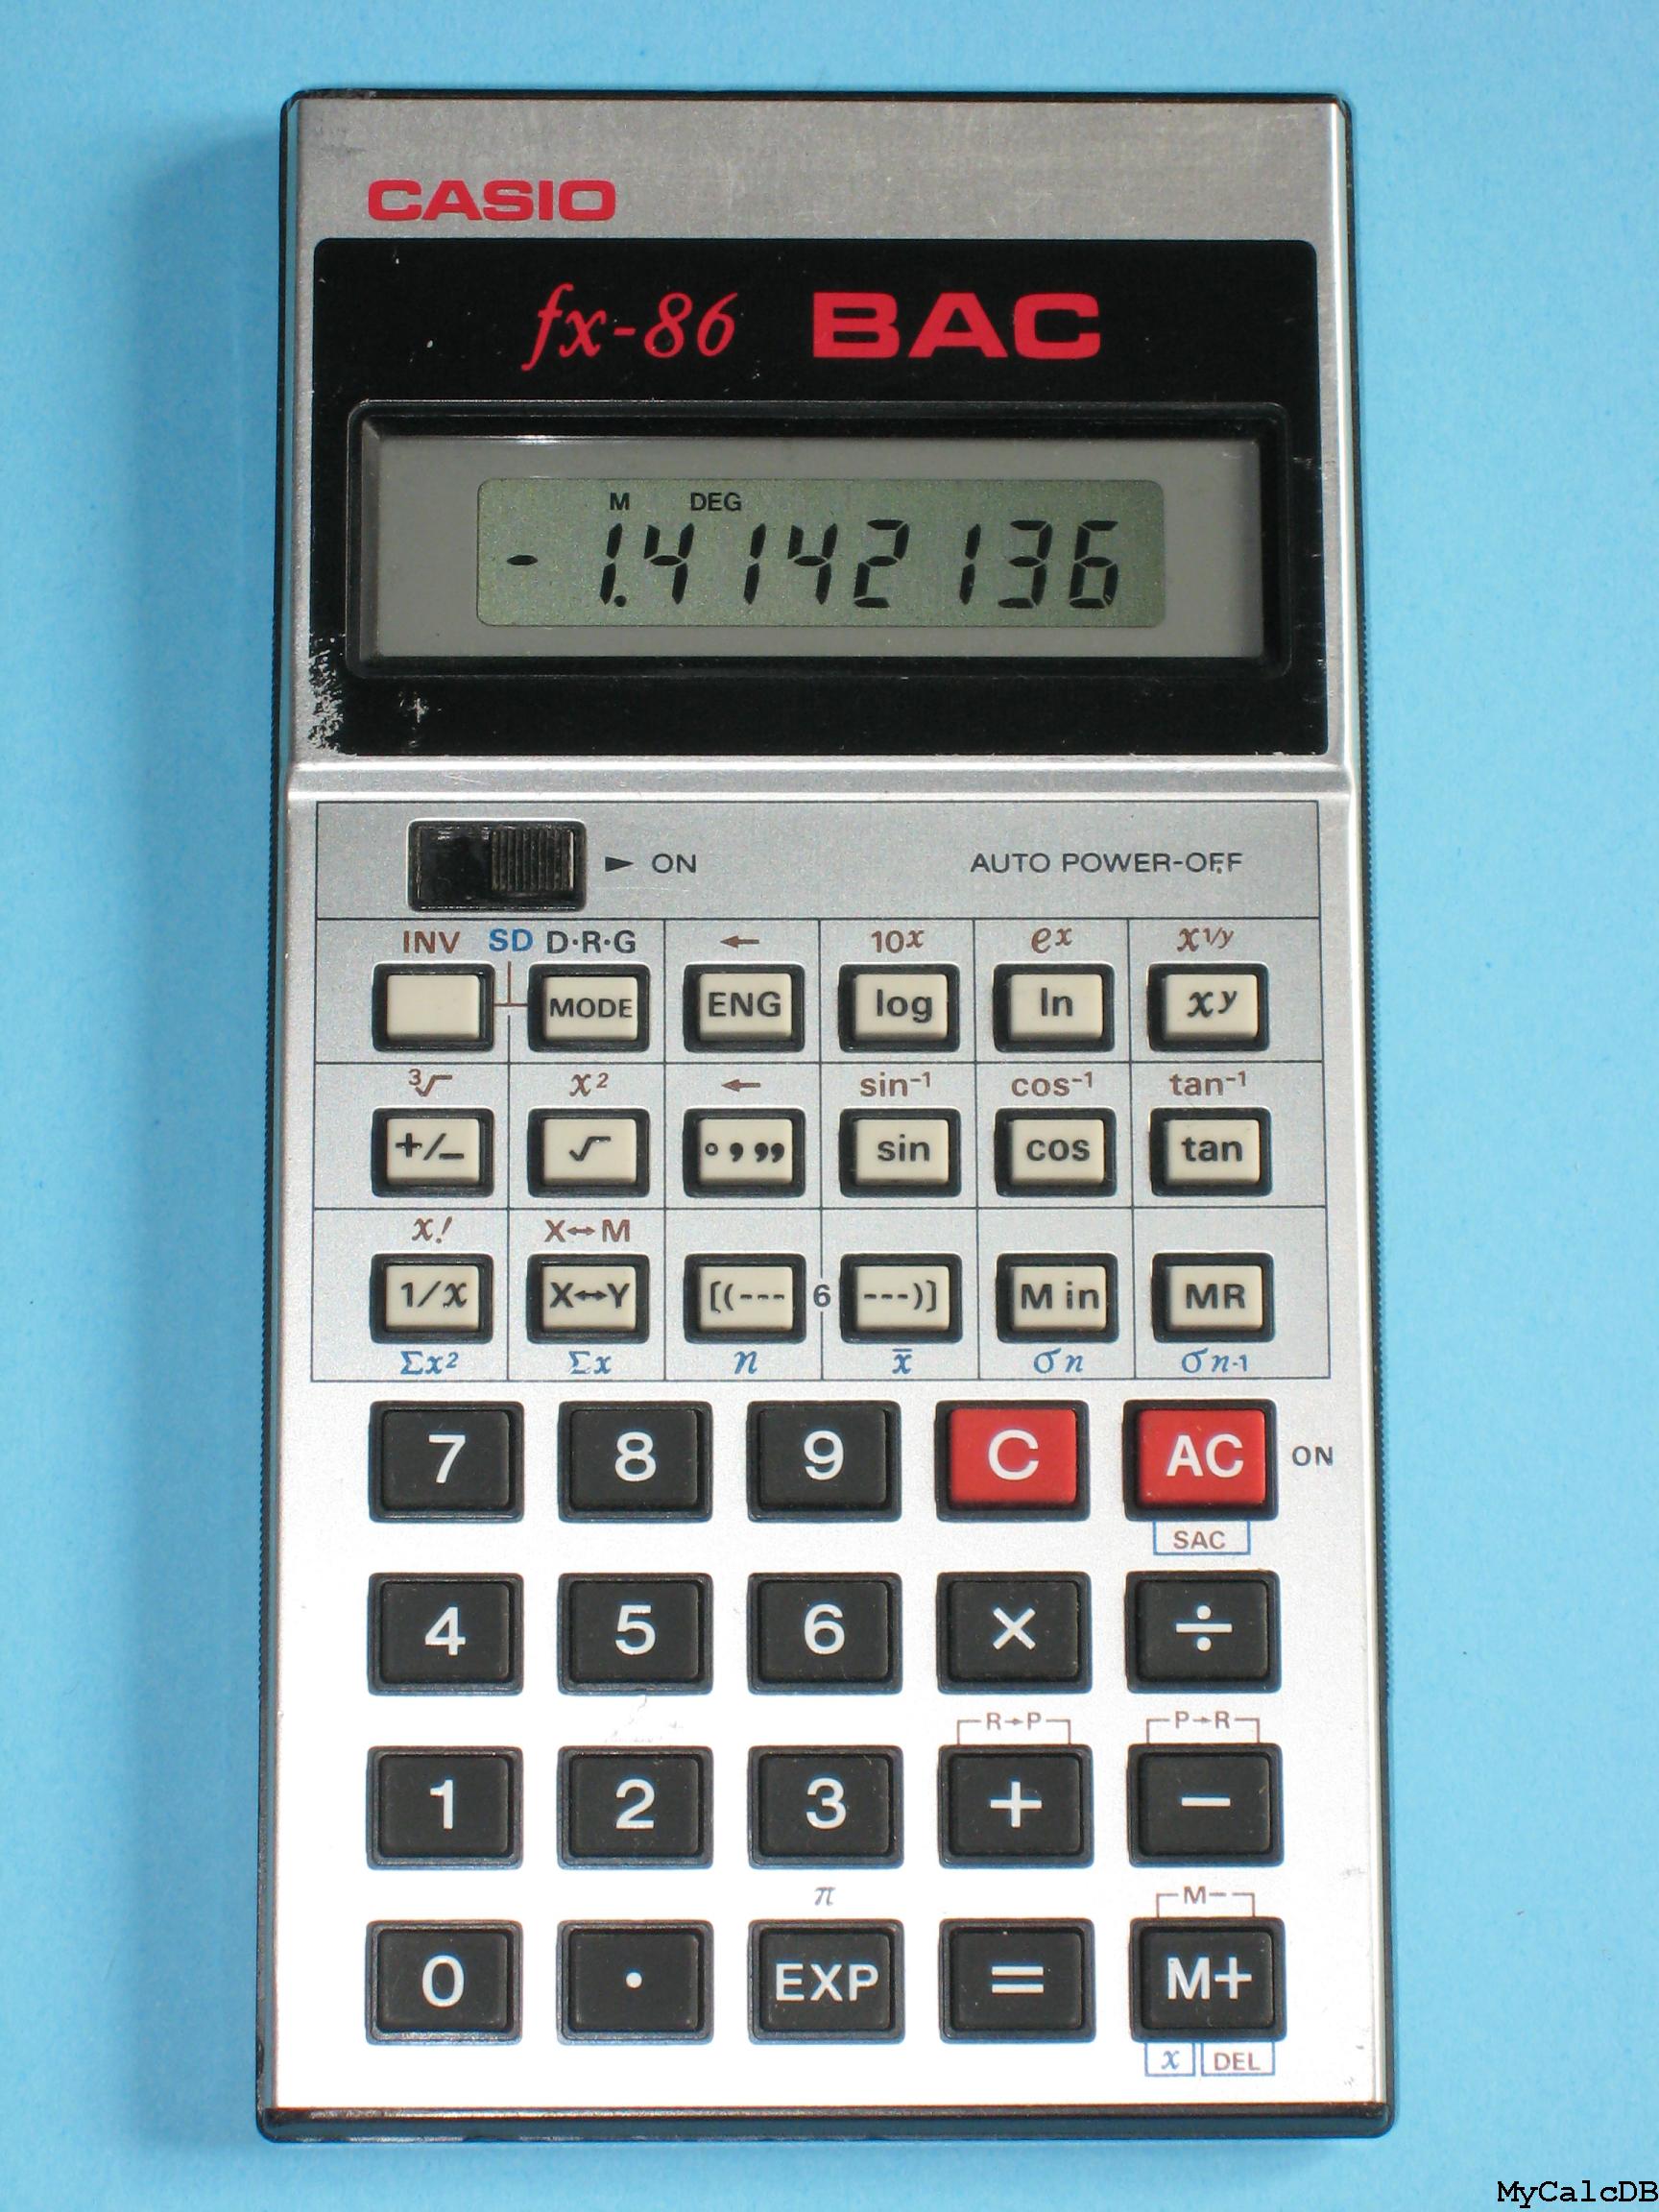 CASIO
fx-86 BAC
M DEG
-1.4142136
► ON AUTO POWER-OFF
INV SD D·R·G ← 10ˣ eˣ x¹/ʸ
MODE ENG log ln xʸ
³√ x² ← sin⁻¹ cos⁻¹ tan⁻¹
+/− √ ° , ,, sin cos tan
x! X↔M
1/x X↔Y [(--- 6 ---)] M in MR
Σx² Σx n x̄ σn σn-1
7 8 9 C AC ON
SAC
4 5 6 × ÷
R→P P→R
1 2 3 + −
π M−
0 · EXP = M+
x DEL
MyCalcDB